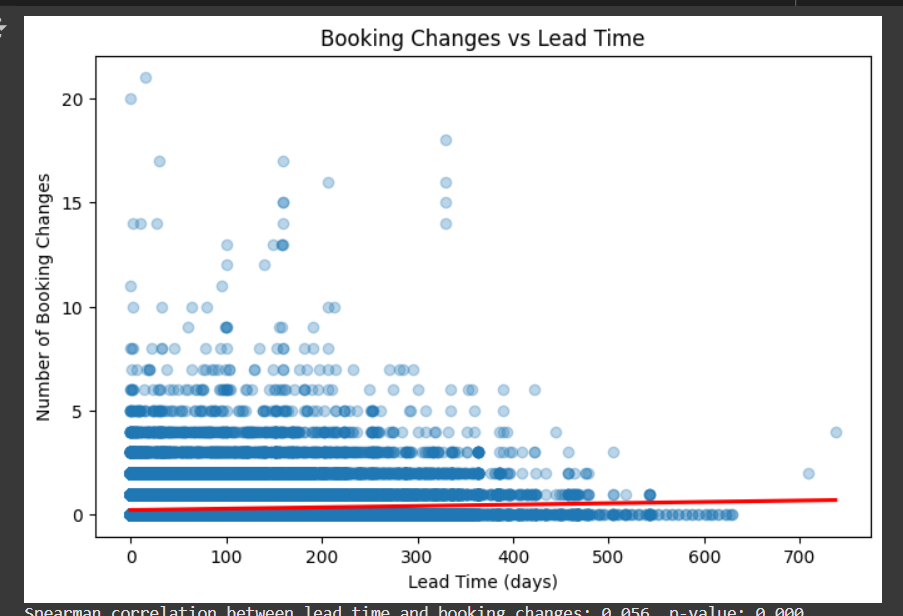 Booking Changes vs Lead Time
20
15
10
5
0
Number of Booking Changes
0 100 200 300 400 500 600 700
Lead Time (days)
Spearman correlation between lead time and booking changes: 0.056, p-value: 0.000